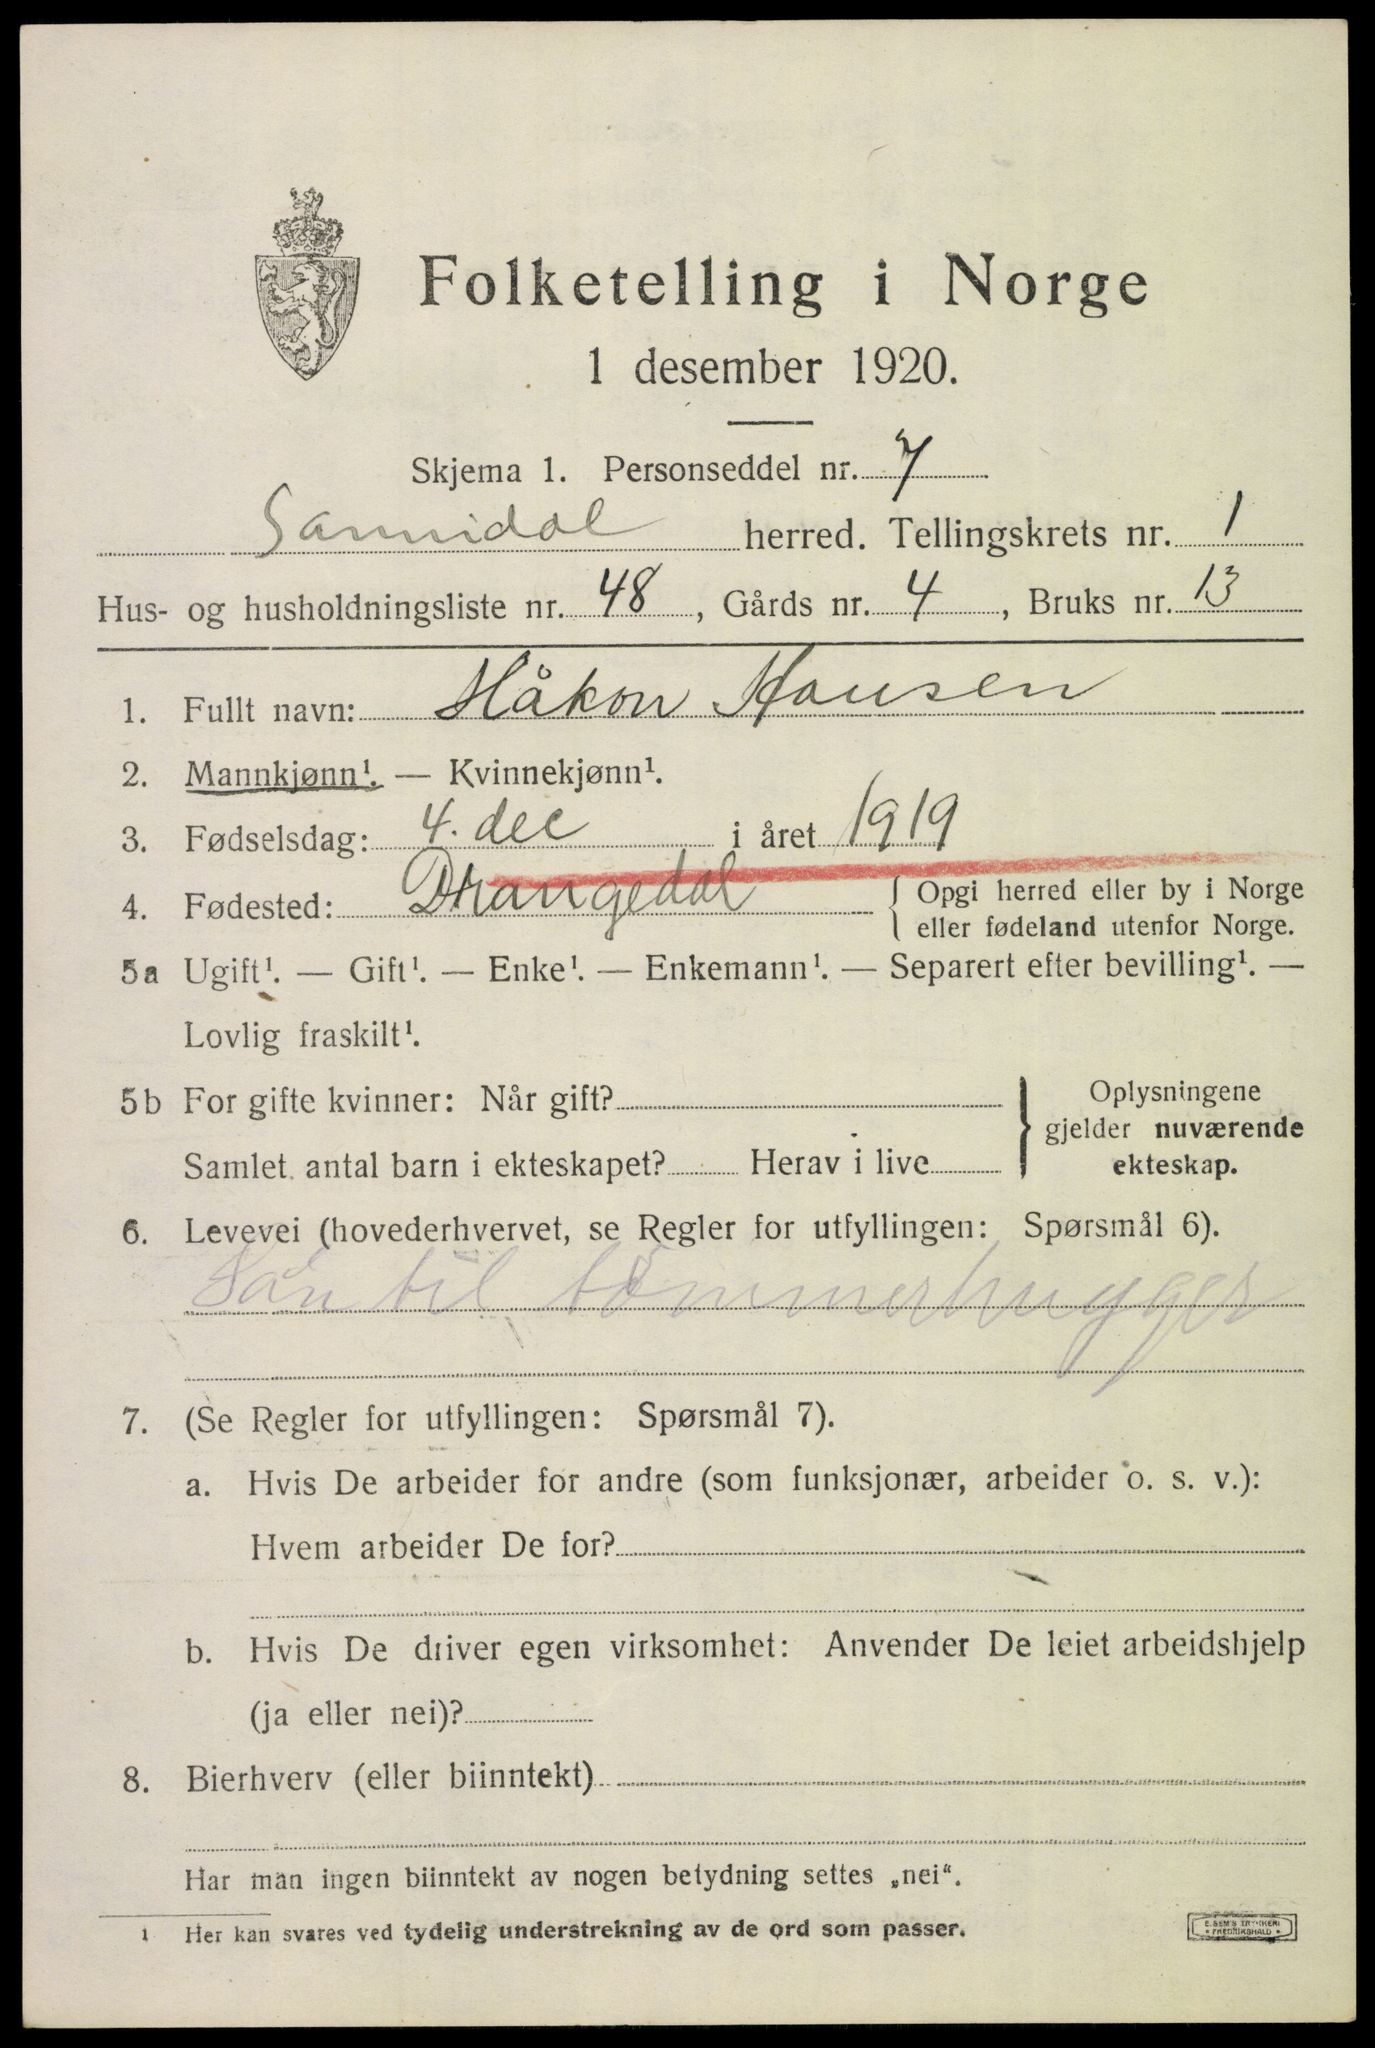 Folketelling i Norge
1 desember 1920.
Skjema 1. Personseddel nr. 7
Sannidal herred. Tellingskrets nr. 1
Hus- og husholdningsliste nr. 48, Gårds nr. 4, Bruks nr. 13
1. Fullt navn: Håkon Hansen
2. Mannkjønn¹. — Kvinnekjønn¹.
3. Fødselsdag: 4. dec i året 1919
4. Fødested: Drangedal { Opgi herred eller by i Norge
eller fødeland utenfor Norge.
5a Ugift¹. — Gift¹. — Enke¹. — Enkemann¹. — Separert efter bevilling¹. —
Lovlig fraskilt¹.
5b For gifte kvinner: Når gift? } Oplysningene
gjelder nuværende
Samlet antal barn i ekteskapet? Herav i live ekteskap.
6. Levevei (hovederhvervet, se Regler for utfyllingen: Spørsmål 6).
Sån til tømmerhugger
7. (Se Regler for utfyllingen: Spørsmål 7).
a. Hvis De arbeider for andre (som funksjonær, arbeider o. s. v.):
Hvem arbeider De for?
b. Hvis De driver egen virksomhet: Anvender De leiet arbeidshjelp
(ja eller nei)?
8. Bierhverv (eller biinntekt)
Har man ingen biinntekt av nogen betydning settes „nei“.
¹ Her kan svares ved tydelig understrekning av de ord som passer.
E. SEM'S TRYKKERI
• FREDRIKSHALD •